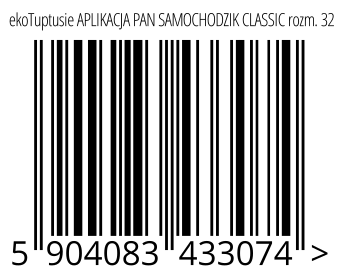 ekoTuptusie APLIKACJA PAN SAMOCHODZIK CLASSIC rozm. 32
5 904083 433074 >